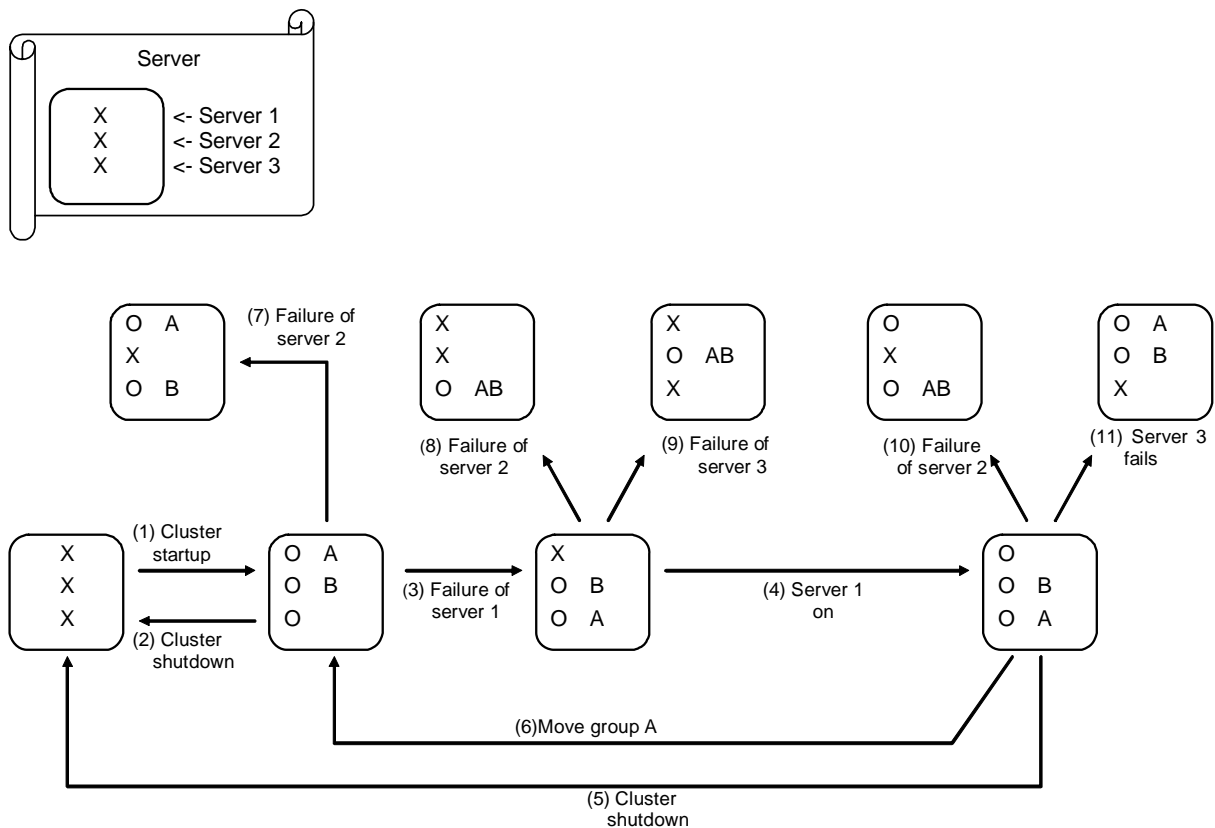 Server
X <- Server 1
X <- Server 2
X <- Server 3
O A
X
O B
(7) Failure of
server 2
X
X
O AB
X
O AB
X
O
X
O AB
O A
O B
X
(8) Failure of
server 2
(9) Failure of
server 3
(10) Failure
of server 2
(11) Server 3
fails
X
X
X
(1) Cluster
startup
(2) Cluster
shutdown
O A
O B
O
(3) Failure of
server 1
X
O B
O A
(4) Server 1
on
O
O B
O A
(6)Move group A
(5) Cluster
shutdown